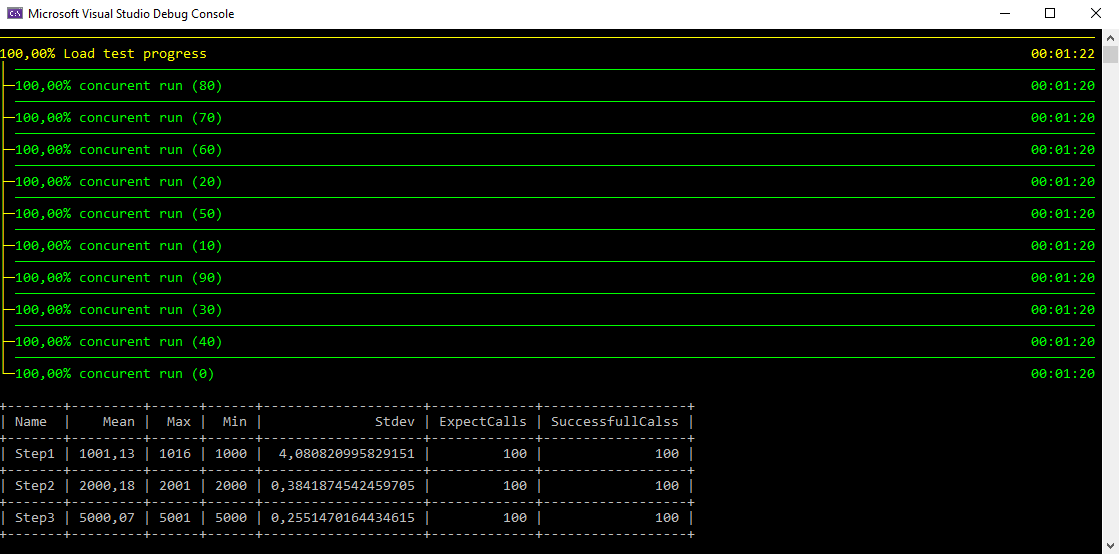 Microsoft Visual Studio Debug Console
100,00% Load test progress 00:01:22
100,00% concurent run (80) 00:01:20
100,00% concurent run (70) 00:01:20
100,00% concurent run (60) 00:01:20
100,00% concurent run (20) 00:01:20
100,00% concurent run (50) 00:01:20
100,00% concurent run (10) 00:01:20
100,00% concurent run (90) 00:01:20
100,00% concurent run (30) 00:01:20
100,00% concurent run (40) 00:01:20
100,00% concurent run (0) 00:01:20
| Name | Mean | Max | Min | Stdev | ExpectCalls | SuccessfullCalss |
| Step1 | 1001,13 | 1016 | 1000 | 4,080820995829151 | 100 | 100 |
| Step2 | 2000,18 | 2001 | 2000 | 0,3841874542459705 | 100 | 100 |
| Step3 | 5000,07 | 5001 | 5000 | 0,2551470164434615 | 100 | 100 |